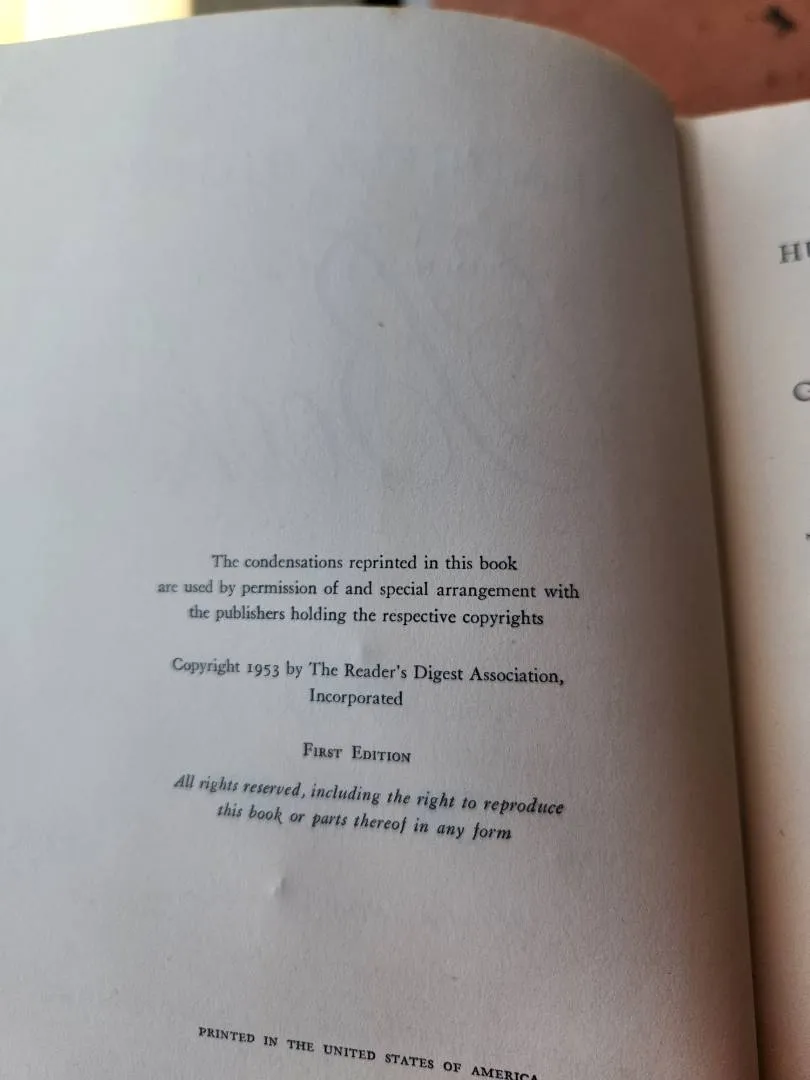 The condensations reprinted in this book
are used by permission of and special arrangement with
the publishers holding the respective copyrights
Copyright 1953 by The Reader's Digest Association,
Incorporated
First Edition
All rights reserved, including the right to reproduce
this book or parts thereof in any form
PRINTED IN THE UNITED STATES OF AMERICA